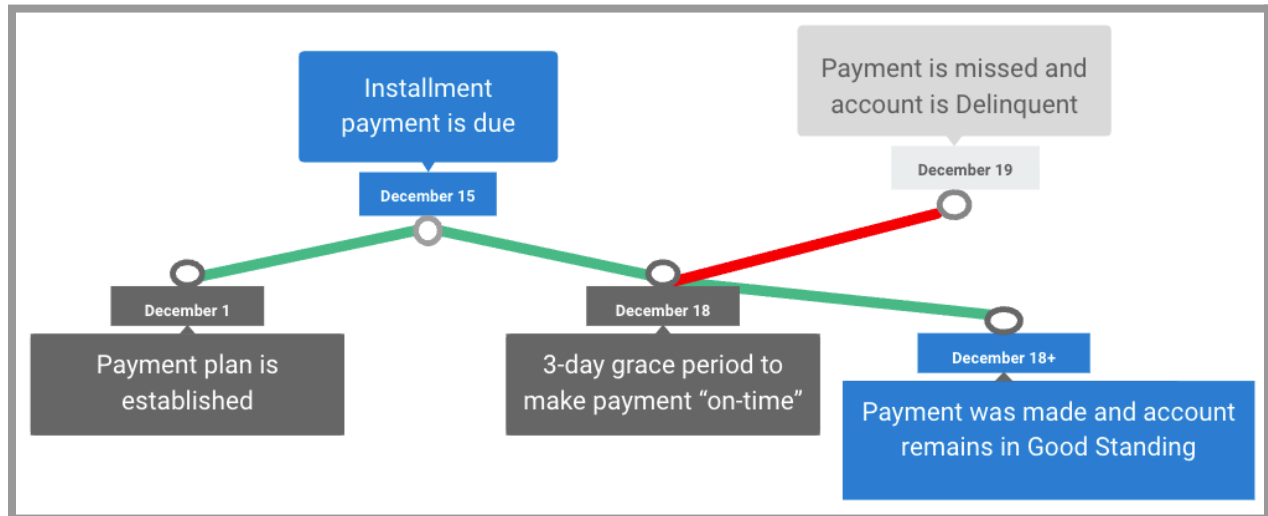 Installment
payment is due
December 15
Payment is missed and
account is Delinquent
December 19
December 1
Payment plan is
established
December 18
3-day grace period to
make payment “on-time”
December 18+
Payment was made and account
remains in Good Standing